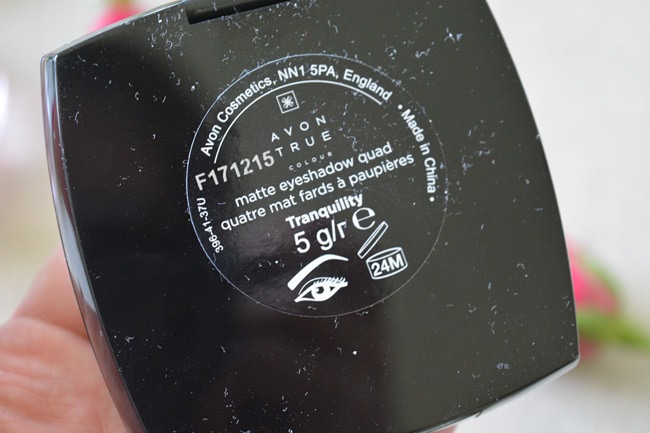 Avon Cosmetics, NN1 5PA, England
• Made in China •
AVON
TRUE
COLOUR
F171215
matte eyeshadow quad
quatre mat fards à paupières
Tranquility
5 g/г e
24M
396-41-37U